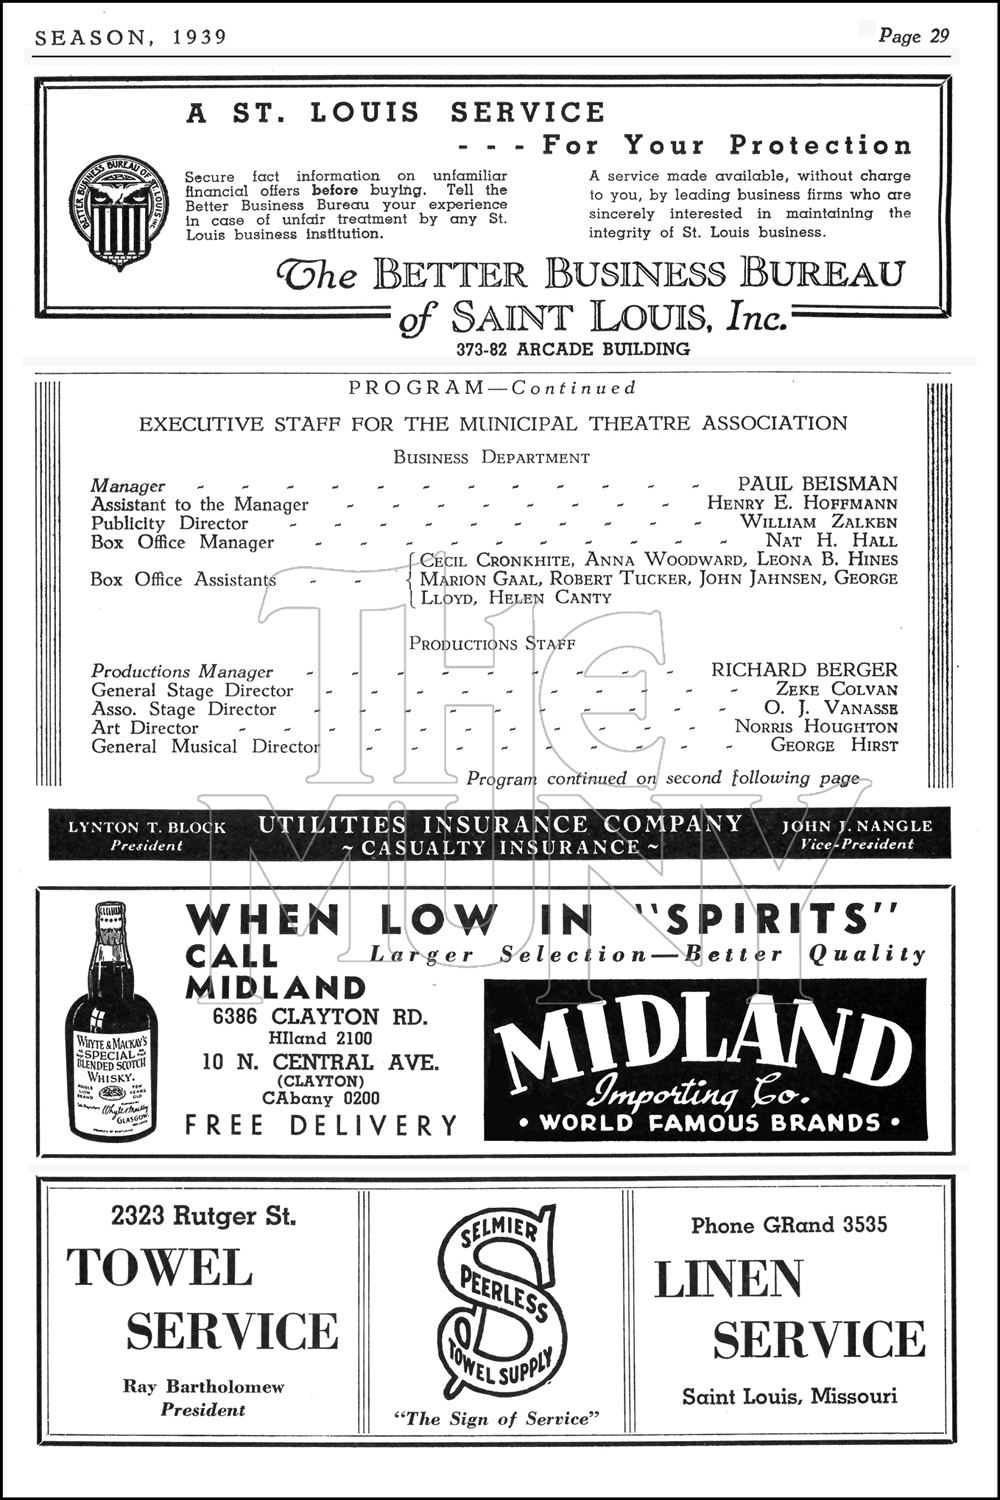 SEASON, 1939
Page 29
A ST. LOUIS SERVICE
- - - For Your Protection
BETTER BUSINESS BUREAU OF ST. LOUIS INC.
Secure fact information on unfamiliar
financial offers before buying. Tell the
Better Business Bureau your experience
in case of unfair treatment by any St.
Louis business institution.
A service made available, without charge
to you, by leading business firms who are
sincerely interested in maintaining the
integrity of St. Louis business.
The BETTER BUSINESS BUREAU
of SAINT LOUIS, Inc.
373-82 ARCADE BUILDING
PROGRAM—Continued
EXECUTIVE STAFF FOR THE MUNICIPAL THEATRE ASSOCIATION
BUSINESS DEPARTMENT
Manager - - - - - - - - - - - - PAUL BEISMAN
Assistant to the Manager - - - - - - - - - - HENRY E. HOFFMANN
Publicity Director - - - - - - - - - - WILLIAM ZALKEN
Box Office Manager - - - - - - - - - - NAT H. HALL
CECIL CRONKHITE, ANNA WOODWARD, LEONA B. HINES
Box Office Assistants - - MARION GAAL, ROBERT TUCKER, JOHN JAHNSEN, GEORGE
LLOYD, HELEN CANTY
PRODUCTIONS STAFF
Productions Manager - - - - - - - - - RICHARD BERGER
General Stage Director - - - - - - - - - - ZEKE COLVAN
Asso. Stage Director - - - - - - - - - - O. J. VANASSE
Art Director - - - - - - - - - - - NORRIS HOUGHTON
General Musical Director - - - - - - - - - GEORGE HIRST
Program continued on second following page
THE
MUNY
LYNTON T. BLOCK
President
UTILITIES INSURANCE COMPANY
~ CASUALTY INSURANCE ~
JOHN J. NANGLE
Vice-President
WHEN LOW IN "SPIRITS"
CALL
MIDLAND
Larger Selection—Better Quality
6386 CLAYTON RD.
HIland 2100
10 N. CENTRAL AVE.
(CLAYTON)
CAbany 0200
FREE DELIVERY
WHYTE & MACKAY'S
SPECIAL
BLENDED SCOTCH
WHISKY.
GLASGOW.
MIDLAND
Importing Co.
• WORLD FAMOUS BRANDS •
2323 Rutger St.
TOWEL
SERVICE
Ray Bartholomew
President
SELMIER
PEERLESS
TOWEL SUPPLY
"The Sign of Service"
Phone GRand 3535
LINEN
SERVICE
Saint Louis, Missouri